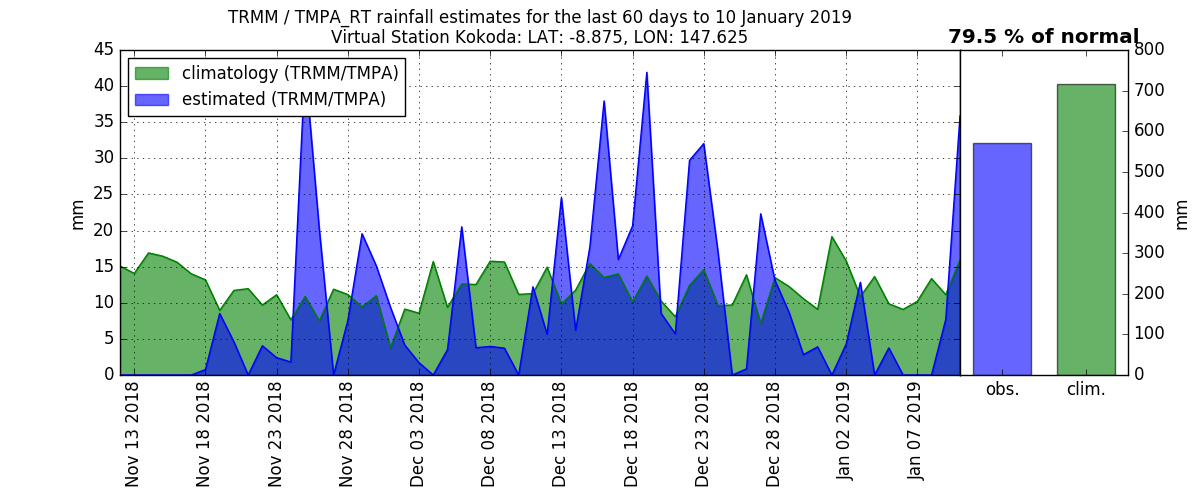 TRMM / TMPA_RT rainfall estimates for the last 60 days to 10 January 2019
Virtual Station Kokoda: LAT: -8.875, LON: 147.625
79.5 % of normal
climatology (TRMM/TMPA)
estimated (TRMM/TMPA)
45
40
35
30
25
20
15
10
5
0
mm
Nov 13 2018
Nov 18 2018
Nov 23 2018
Nov 28 2018
Dec 03 2018
Dec 08 2018
Dec 13 2018
Dec 18 2018
Dec 23 2018
Dec 28 2018
Jan 02 2019
Jan 07 2019
obs.
clim.
800
700
600
500
400
300
200
100
0
mm